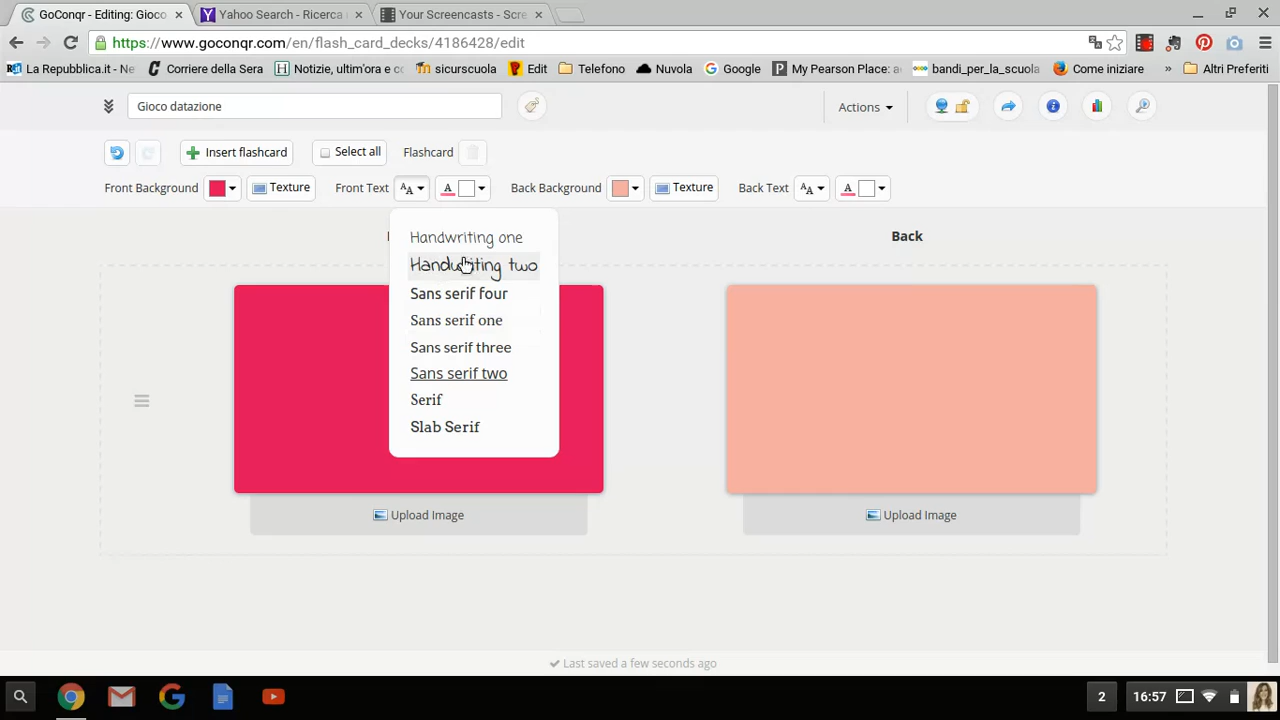 GoConqr - Editing: Gioco
Yahoo Search - Ricerca
Your Screencasts - Scre
https://www.goconqr.com/en/flash_card_decks/4186428/edit
La Repubblica.it - Ne
Corriere della Sera
Notizie, ultim'ora e co
sicurscuola
Edit
Telefono
Nuvola
Google
My Pearson Place: a
bandi_per_la_scuola
Come iniziare
»
Altri Preferiti
Gioco datazione
Actions
Insert flashcard
Select all
Flashcard
Front Background
Texture
Front Text
Back Background
Texture
Back Text
Back
Handwriting one
Handwriting two
Sans serif four
Sans serif one
Sans serif three
Sans serif two
Serif
Slab Serif
Upload Image
Upload Image
Last saved a few seconds ago
2
16:57